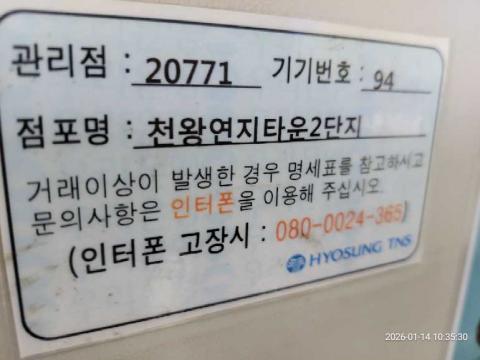 관리점 : 20771 기기번호 : 94
점포명 : 천왕연지타운2단지
거래이상이 발생한 경우 명세표를 참고하시고
문의사항은 인터폰을 이용해 주십시오.
(인터폰 고장시 : 080-0024-365)
HYOSUNG TNS
2026-01-14 10:35:30